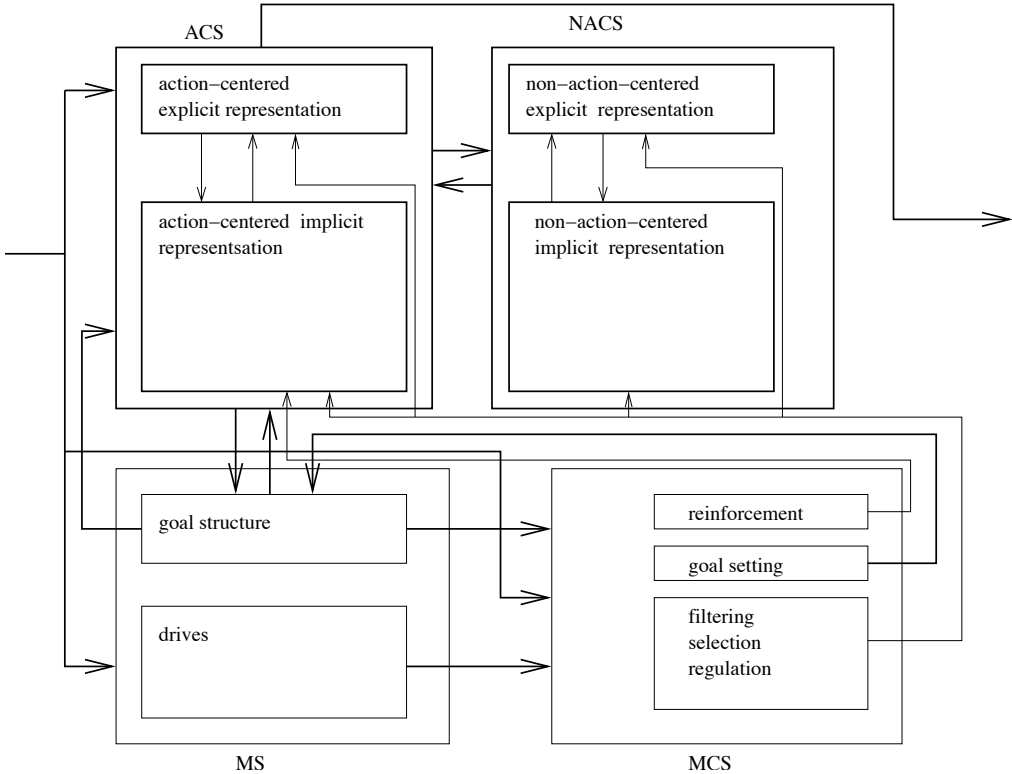 ACS
NACS
action−centered
explicit representation
non−action−centered
explicit representation
action−centered implicit
representsation
non−action−centered
implicit representation
goal structure
drives
reinforcement
goal setting
filtering
selection
regulation
MS
MCS